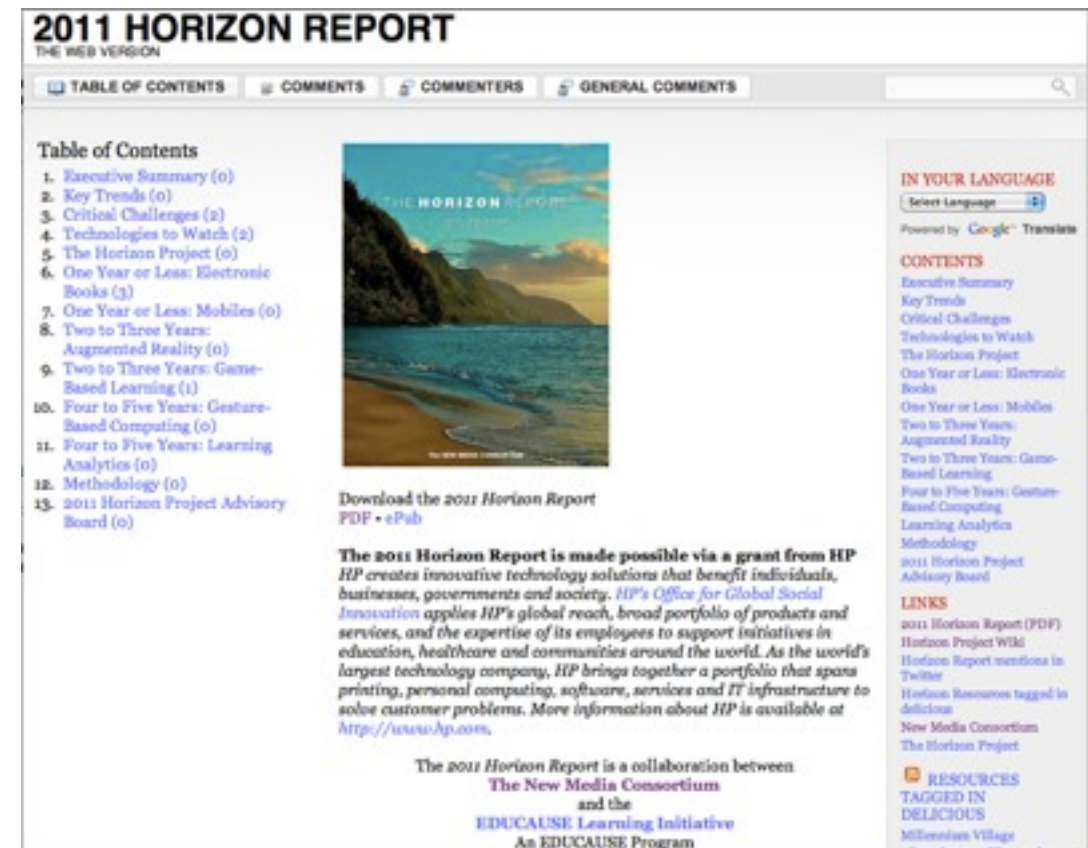 2011 HORIZON REPORT
THE WEB VERSION
TABLE OF CONTENTS
COMMENTS
COMMENTERS
GENERAL COMMENTS
Table of Contents
1. Executive Summary (0)
2. Key Trends (0)
3. Critical Challenges (2)
4. Technologies to Watch (2)
5. The Horizon Project (0)
6. One Year or Less: Electronic
Books (3)
7. One Year or Less: Mobiles (0)
8. Two to Three Years:
Augmented Reality (0)
9. Two to Three Years: Game-
Based Learning (1)
10. Four to Five Years: Gesture-
Based Computing (0)
11. Four to Five Years: Learning
Analytics (0)
12. Methodology (0)
13. 2011 Horizon Project Advisory
Board (0)
THE HORIZON REPORT
The NEW MEDIA CONSORTIUM
Download the 2011 Horizon Report
PDF • ePub
The 2011 Horizon Report is made possible via a grant from HP
HP creates innovative technology solutions that benefit individuals,
businesses, governments and society. HP's Office for Global Social
Innovation applies HP's global reach, broad portfolio of products and
services, and the expertise of its employees to support initiatives in
education, healthcare and communities around the world. As the world's
largest technology company, HP brings together a portfolio that spans
printing, personal computing, software, services and IT infrastructure to
solve customer problems. More information about HP is available at
http://www.hp.com.
The 2011 Horizon Report is a collaboration between
The New Media Consortium
and the
EDUCAUSE Learning Initiative
An EDUCAUSE Program
IN YOUR LANGUAGE
Select Language
Powered by Google™ Translate
CONTENTS
Executive Summary
Key Trends
Critical Challenges
Technologies to Watch
The Horizon Project
One Year or Less: Electronic
Books
One Year or Less: Mobiles
Two to Three Years:
Augmented Reality
Two to Three Years: Game-
Based Learning
Four to Five Years: Gesture-
Based Computing
Learning Analytics
Methodology
2011 Horizon Project
Advisory Board
LINKS
2011 Horizon Report (PDF)
Horizon Project Wiki
Horizon Report mentions in
Twitter
Horizon Resources tagged in
delicious
New Media Consortium
The Horizon Project
RESOURCES
TAGGED IN
DELICIOUS
Millennium Village